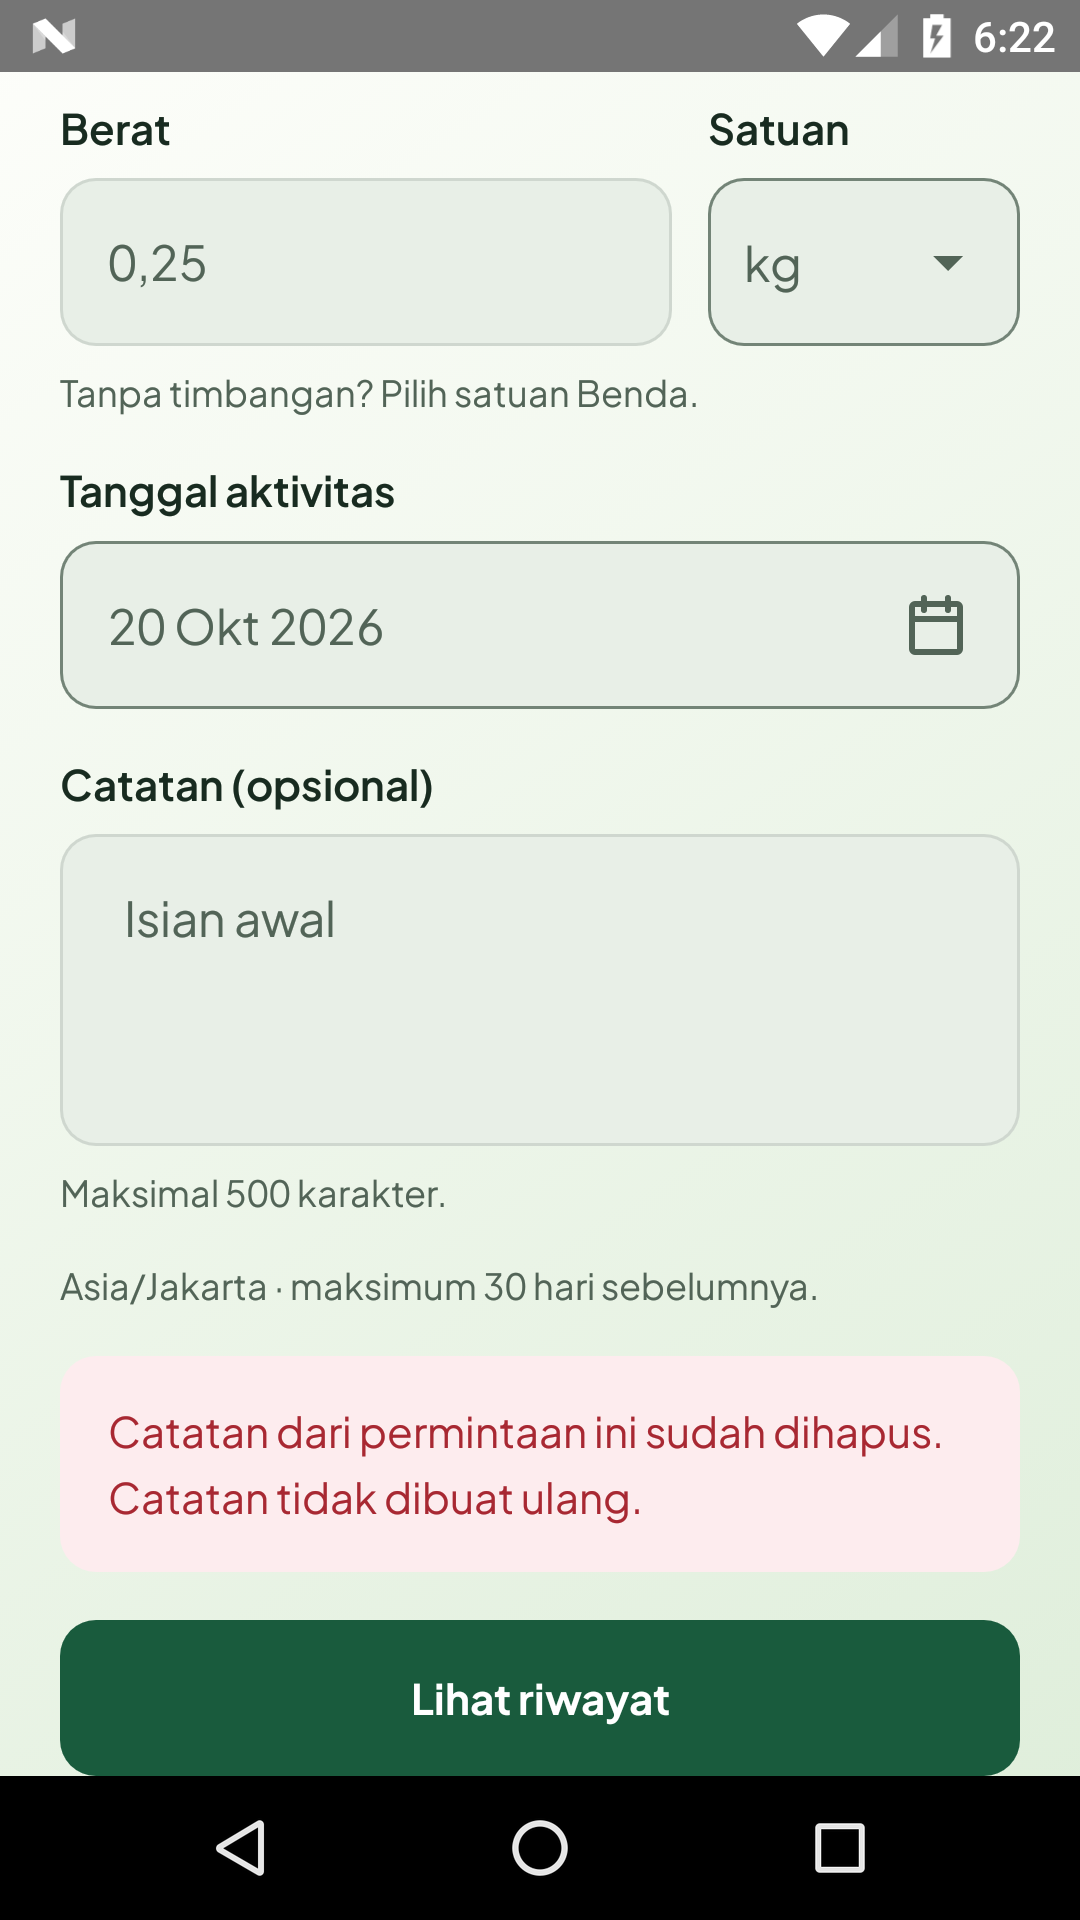 6:22
Berat
Satuan
0,25
kg
Tanpa timbangan? Pilih satuan Benda.
Tanggal aktivitas
20 Okt 2026
Catatan (opsional)
Isian awal
Maksimal 500 karakter.
Asia/Jakarta · maksimum 30 hari sebelumnya.
Catatan dari permintaan ini sudah dihapus.
Catatan tidak dibuat ulang.
Lihat riwayat